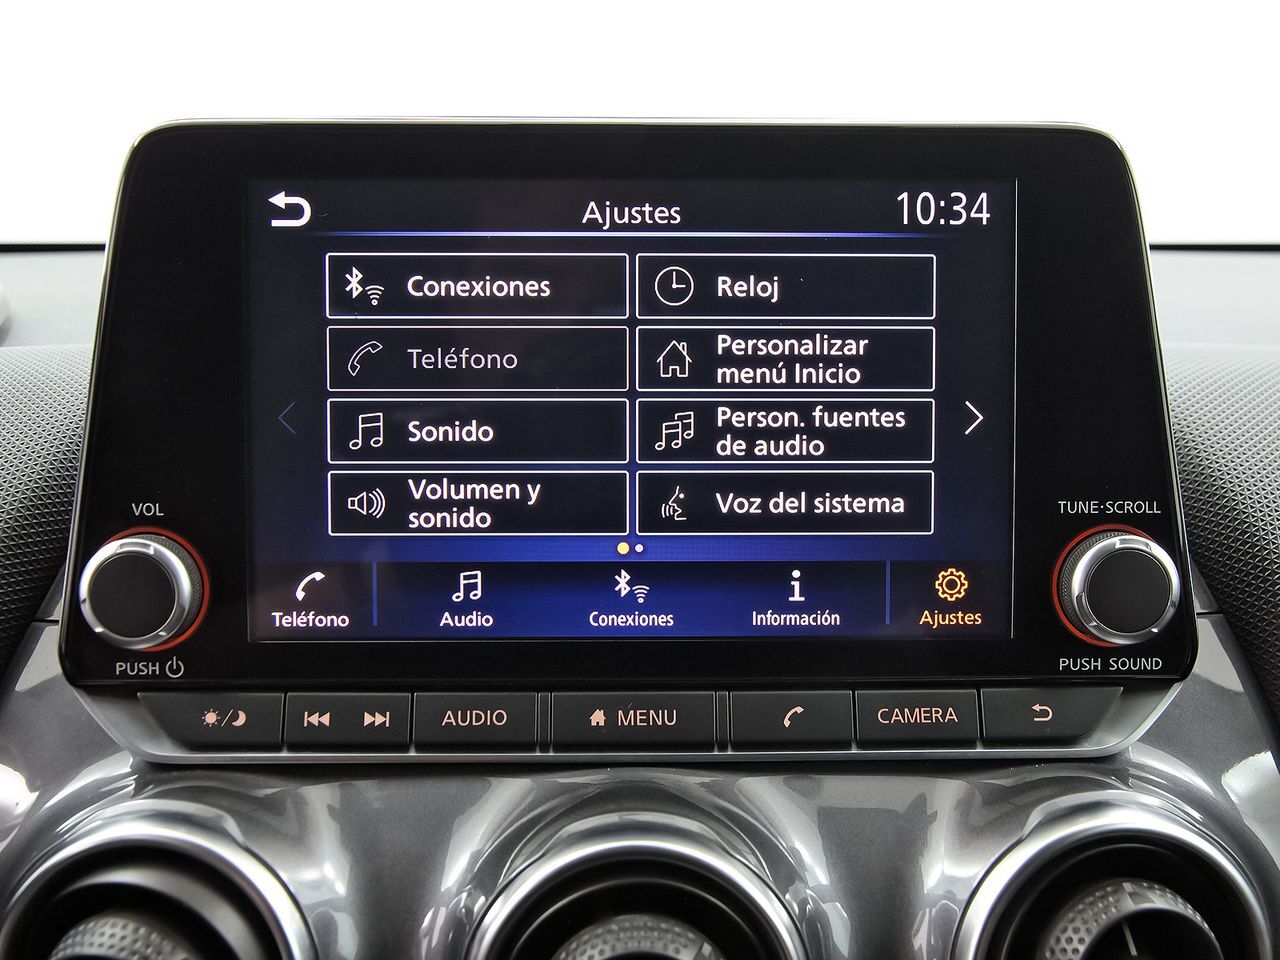 Ajustes
10:34
Conexiones
Reloj
Teléfono
Personalizar
menú Inicio
Sonido
Person. fuentes
de audio
Volumen y
sonido
Voz del sistema
Teléfono
Audio
Conexiones
Información
Ajustes
VOL
PUSH
TUNE·SCROLL
PUSH SOUND
AUDIO
MENU
CAMERA